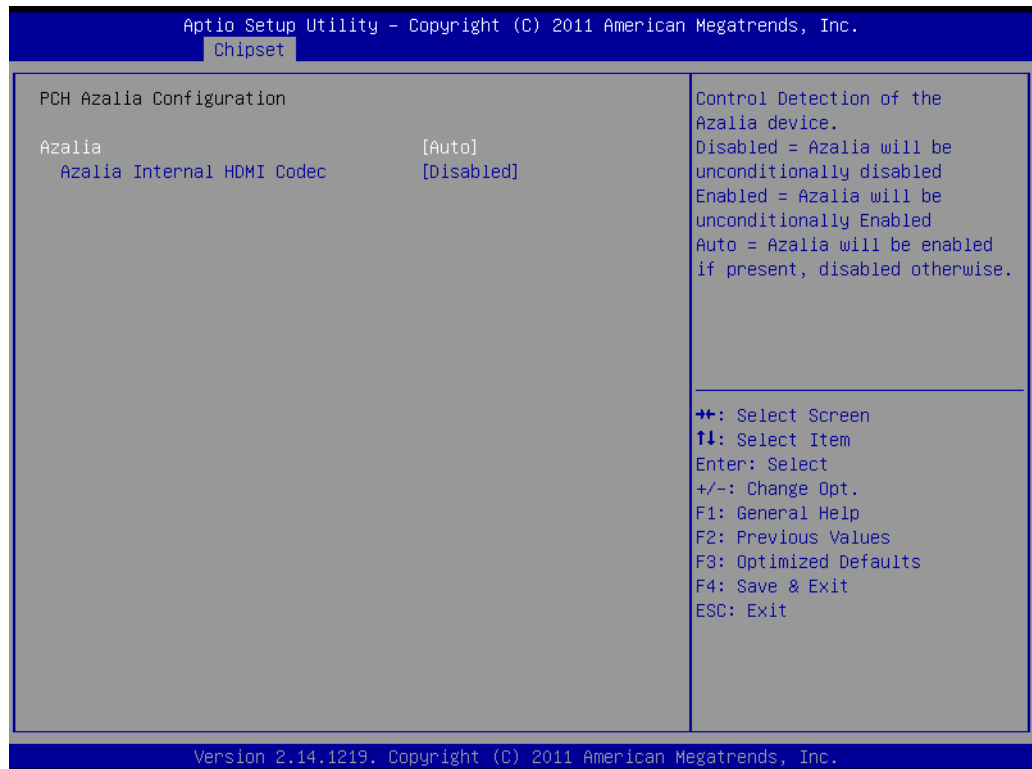 Aptio Setup Utility – Copyright (C) 2011 American Megatrends, Inc.
Chipset
PCH Azalia Configuration
Azalia [Auto]
Azalia Internal HDMI Codec [Disabled]
Control Detection of the
Azalia device.
Disabled = Azalia will be
unconditionally disabled
Enabled = Azalia will be
unconditionally Enabled
Auto = Azalia will be enabled
if present, disabled otherwise.
→←: Select Screen
↑↓: Select Item
Enter: Select
+/-: Change Opt.
F1: General Help
F2: Previous Values
F3: Optimized Defaults
F4: Save & Exit
ESC: Exit
Version 2.14.1219. Copyright (C) 2011 American Megatrends, Inc.